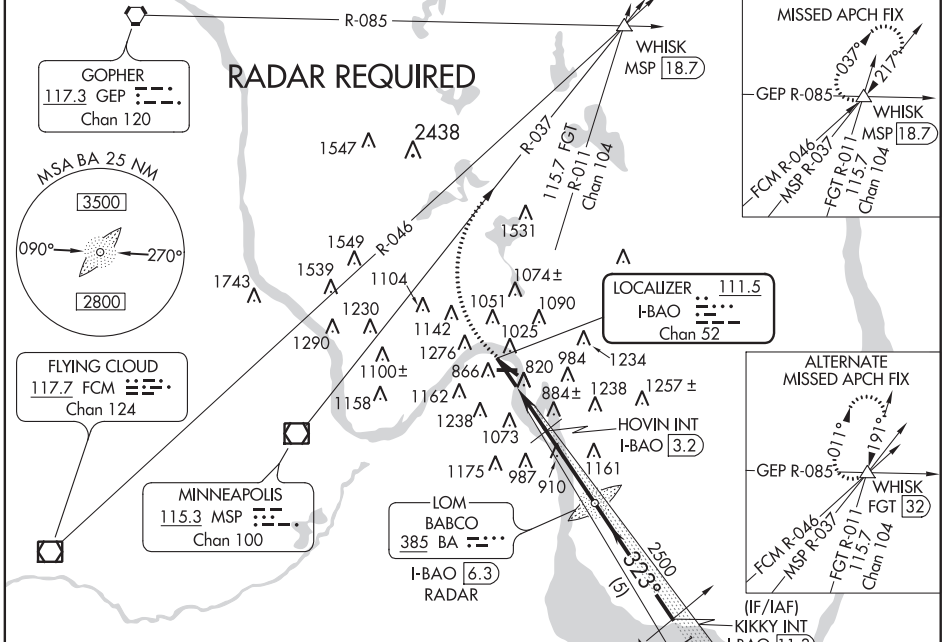 R-085
GOPHER
117.3 GEP
Chan 120
RADAR REQUIRED
WHISK
MSP 18.7
MISSED APCH FIX
037°
217°
GEP R-085
WHISK
MSP 18.7
FCM R-046
MSP R-037
FGT R-011
115.7
Chan 104
1547
2438
R-037
115.7 FGT
R-011
Chan 104
R-046
MSA BA 25 NM
3500
090°
270°
2800
1531
1549
1539
1743
1104
1074±
1230
1051
1090
1142
1290
1025
1276
LOCALIZER 111.5
I-BAO
Chan 52
FLYING CLOUD
117.7 FCM
Chan 124
1100±
866
820
984
1234
1158
1162
884±
1238
1257 ±
1238
1073
HOVIN INT
I-BAO 3.2
1175
987
910
1161
MINNEAPOLIS
115.3 MSP
Chan 100
LOM
BABCO
385 BA
I-BAO 6.3
RADAR
2500
323°
(5)
ALTERNATE
MISSED APCH FIX
011°
191°
GEP R-085
WHISK
FGT 32
FCM R-046
MSP R-037
FGT R-011
115.7
Chan 104
(IF/IAF)
KIKKY INT
I-BAO 11.3